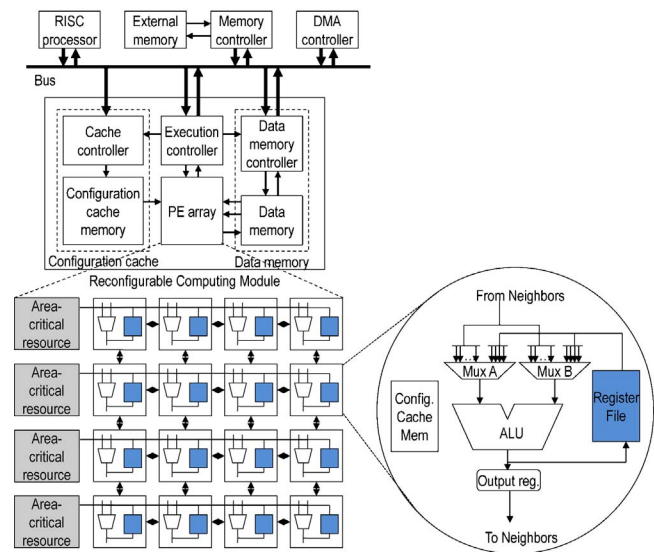 RISC
processor
External
memory
Memory
controller
DMA
controller
Bus
Cache
controller
Execution
controller
Data
memory
controller
Configuration
cache
memory
PE array
Data
memory
Configuration cache
Data memory
Reconfigurable Computing Module
Area-
critical
resource
Area-
critical
resource
Area-
critical
resource
Area-
critical
resource
From Neighbors
Mux A
Mux B
Config.
Cache
Mem
ALU
Register
File
Output reg.
To Neighbors